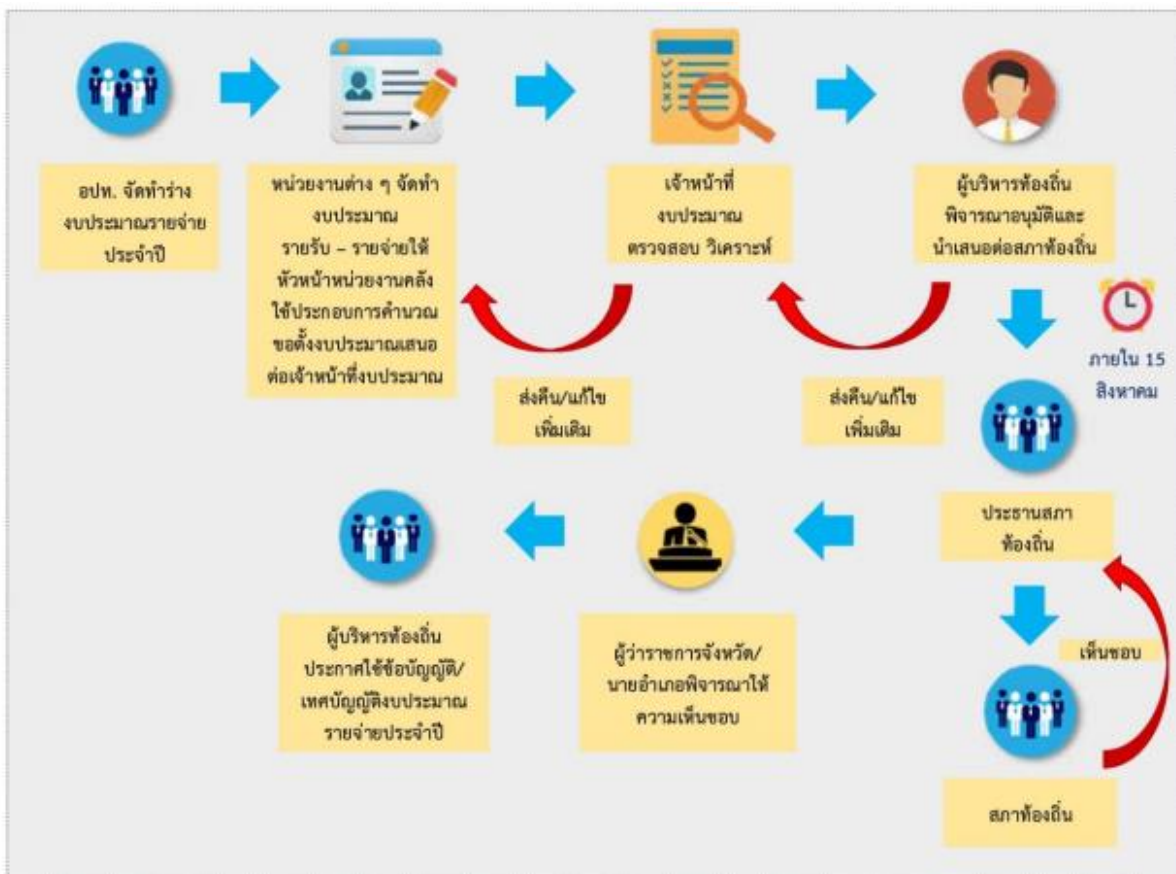 อปท. จัดทำร่าง
งบประมาณรายจ่าย
ประจำปี
หน่วยงานต่าง ๆ จัดทำ
งบประมาณ
รายรับ – รายจ่ายให้
หัวหน้าหน่วยงานคลัง
ใช้ประกอบการคำนวณ
ขอตั้งงบประมาณเสนอ
ต่อเจ้าหน้าที่งบประมาณ
เจ้าหน้าที่
งบประมาณ
ตรวจสอบ วิเคราะห์
ผู้บริหารท้องถิ่น
พิจารณาอนุมัติและ
นำเสนอต่อสภาท้องถิ่น
ภายใน 15
สิงหาคม
ส่งคืน/แก้ไข
เพิ่มเติม
ส่งคืน/แก้ไข
เพิ่มเติม
ประธานสภา
ท้องถิ่น
เห็นชอบ
สภาท้องถิ่น
ผู้ว่าราชการจังหวัด/
นายอำเภอพิจารณาให้
ความเห็นชอบ
ผู้บริหารท้องถิ่น
ประกาศใช้ข้อบัญญัติ/
เทศบัญญัติงบประมาณ
รายจ่ายประจำปี